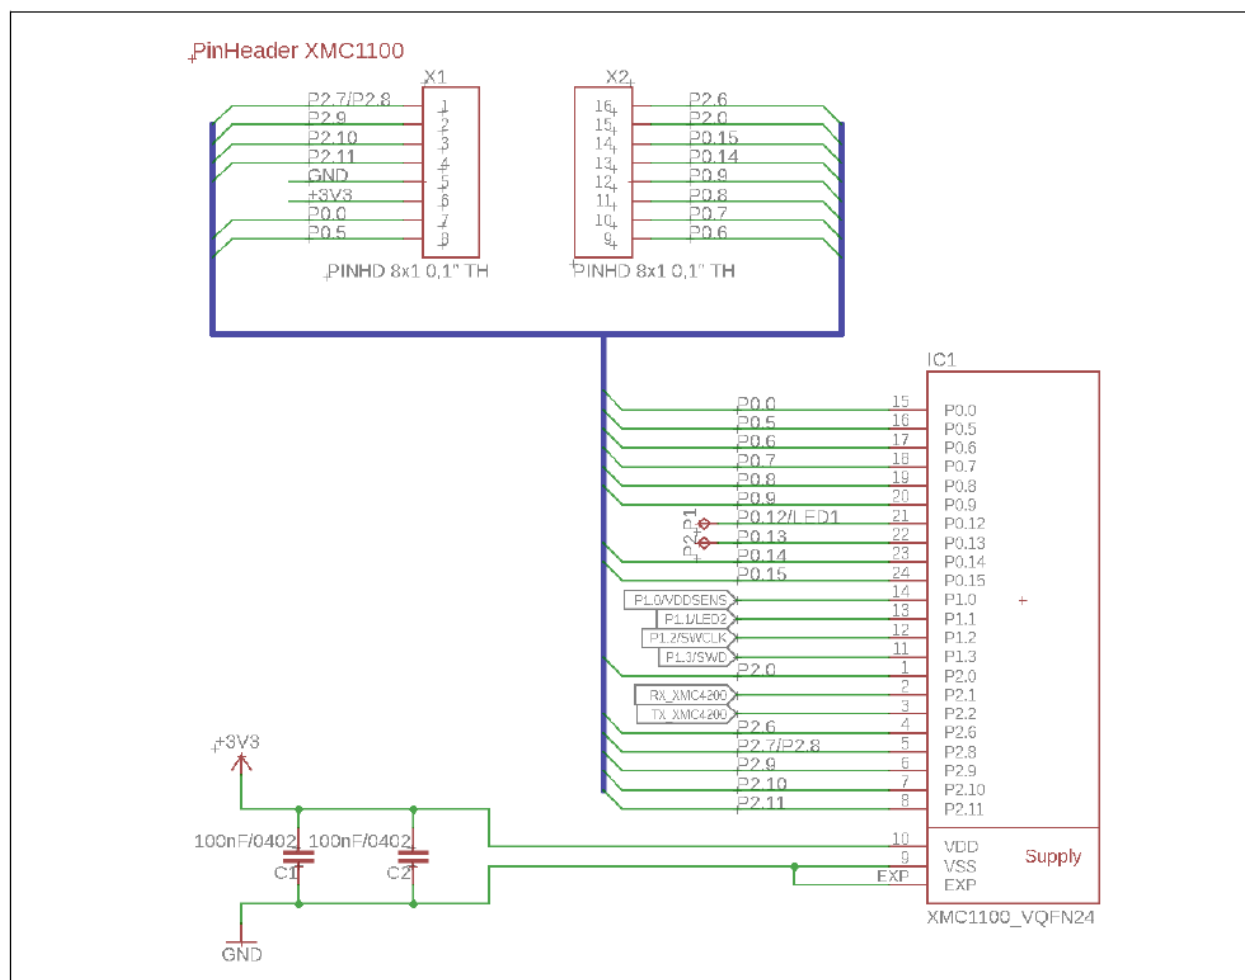 PinHeader XMC1100
X1
X2
P2.7/P2.8 1
P2.9 2
P2.10 3
P2.11 4
GND 5
+3V3 6
P0.0 7
P0.5 8
16 P2.6
15 P2.0
14 P0.15
13 P0.14
12 P0.9
11 P0.8
10 P0.7
9 P0.6
PINHD 8x1 0,1" TH
PINHD 8x1 0,1" TH
IC1
P0.0 15 P0.0
P0.5 16 P0.5
P0.6 17 P0.6
P0.7 18 P0.7
P0.8 19 P0.8
P0.9 20 P0.9
P1 P0.12/LED1 21 P0.12
P2 P0.13 22 P0.13
P0.14 23 P0.14
P0.15 24 P0.15
P1.0/VDDSENS 14 P1.0
P1.1/LED2 13 P1.1
P1.2/SWCLK 12 P1.2
P1.3/SWD 11 P1.3
P2.0 1 P2.0
RX_XMC4200 2 P2.1
TX_XMC4200 3 P2.2
P2.6 4 P2.6
P2.7/P2.8 5 P2.8
P2.9 6 P2.9
P2.10 7 P2.10
P2.11 8 P2.11
+3V3
100nF/0402 100nF/0402
C1 C2
GND
10 VDD
9 VSS
EXP EXP
Supply
XMC1100_VQFN24